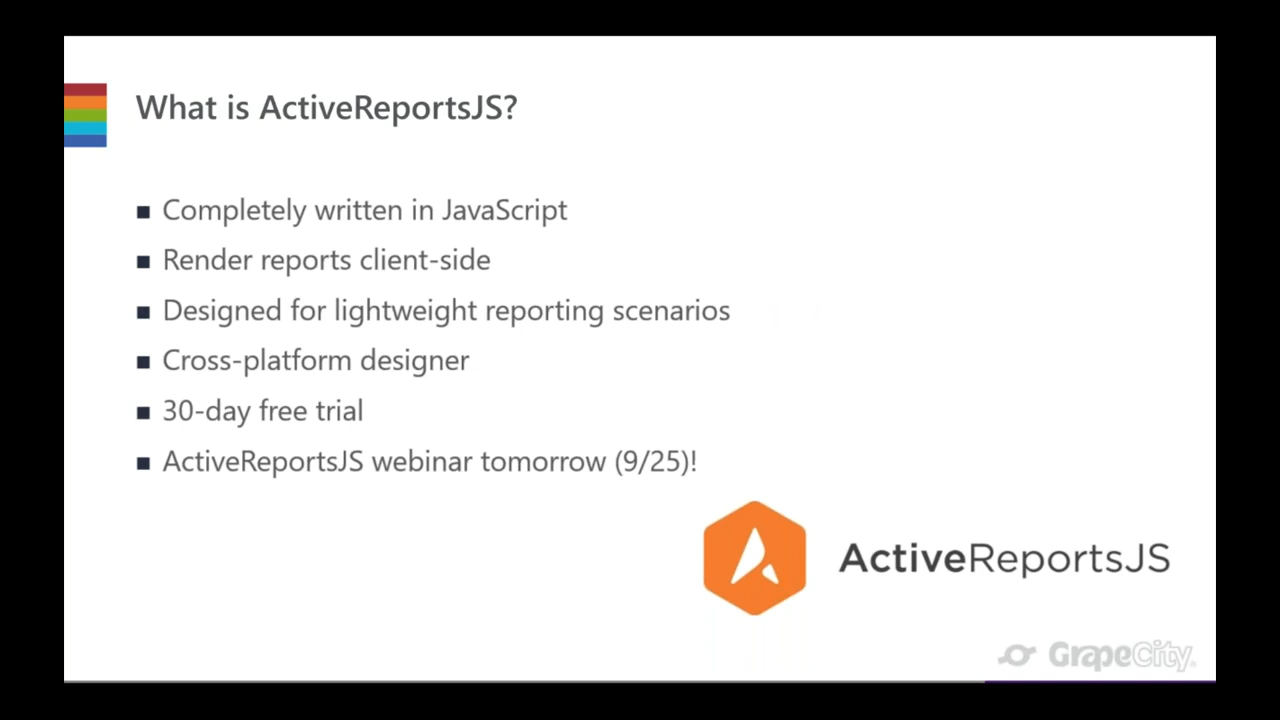 What is ActiveReportsJS?
Completely written in JavaScript
Render reports client-side
Designed for lightweight reporting scenarios
Cross-platform designer
30-day free trial
ActiveReportsJS webinar tomorrow (9/25)!
ActiveReportsJS
GrapeCity